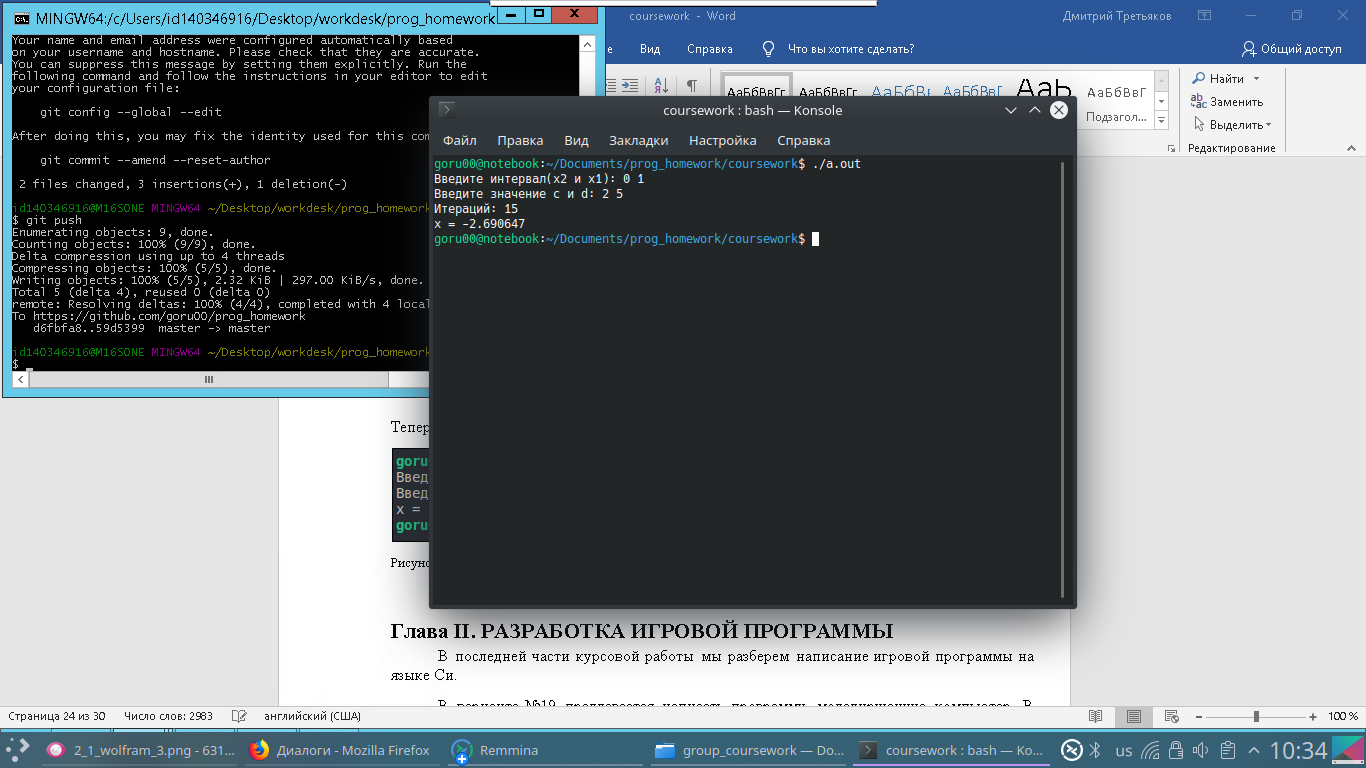 MINGW64:/c/Users/id140346916/Desktop/workdesk/prog_homework
Your name and email address were configured automatically based
on your username and hostname. Please check that they are accurate.
You can suppress this message by setting them explicitly. Run the
following command and follow the instructions in your editor to edit
your configuration file:
git config --global --edit
After doing this, you may fix the identity used for this com
git commit --amend --reset-author
2 files changed, 3 insertions(+), 1 deletion(-)
id140346916@M16SONE MINGW64 ~/Desktop/workdesk/prog_homework
$ git push
Enumerating objects: 9, done.
Counting objects: 100% (9/9), done.
Delta compression using up to 4 threads
Compressing objects: 100% (5/5), done.
Writing objects: 100% (5/5), 2.32 KiB | 297.00 KiB/s, done.
Total 5 (delta 4), reused 0 (delta 0)
remote: Resolving deltas: 100% (4/4), completed with 4 local
To https://github.com/goru00/prog_homework
d6fbfa8..59d5399 master -> master
id140346916@M16SONE MINGW64 ~/Desktop/workdesk/prog_homework
$
coursework - Word
Дмитрий Третьяков
Вид Справка Что вы хотите сделать? Общий доступ
АаБбВвГг АаБбВвГг АаБбВв АаБбВвГ АаБ АаБбВвГ
Подзагол...
Найти
Заменить
Выделить
Редактирование
coursework : bash — Konsole
Файл Правка Вид Закладки Настройка Справка
goru00@notebook:~/Documents/prog_homework/coursework$ ./a.out
Введите интервал(x2 и x1): 0 1
Введите значение c и d: 2 5
Итераций: 15
x = -2.690647
goru00@notebook:~/Documents/prog_homework/coursework$
Тепер
goru
Введ
Введ
x =
goru
Рисуно
Глава II. РАЗРАБОТКА ИГРОВОЙ ПРОГРАММЫ
В последней части курсовой работы мы разберем написание игровой программы на
языке Си.
Страница 24 из 30 Число слов: 2983 английский (США) 100 %
2_1_wolfram_3.png - 631... Диалоги - Mozilla Firefox Remmina group_coursework — Do... coursework : bash — Ko... us 10:34